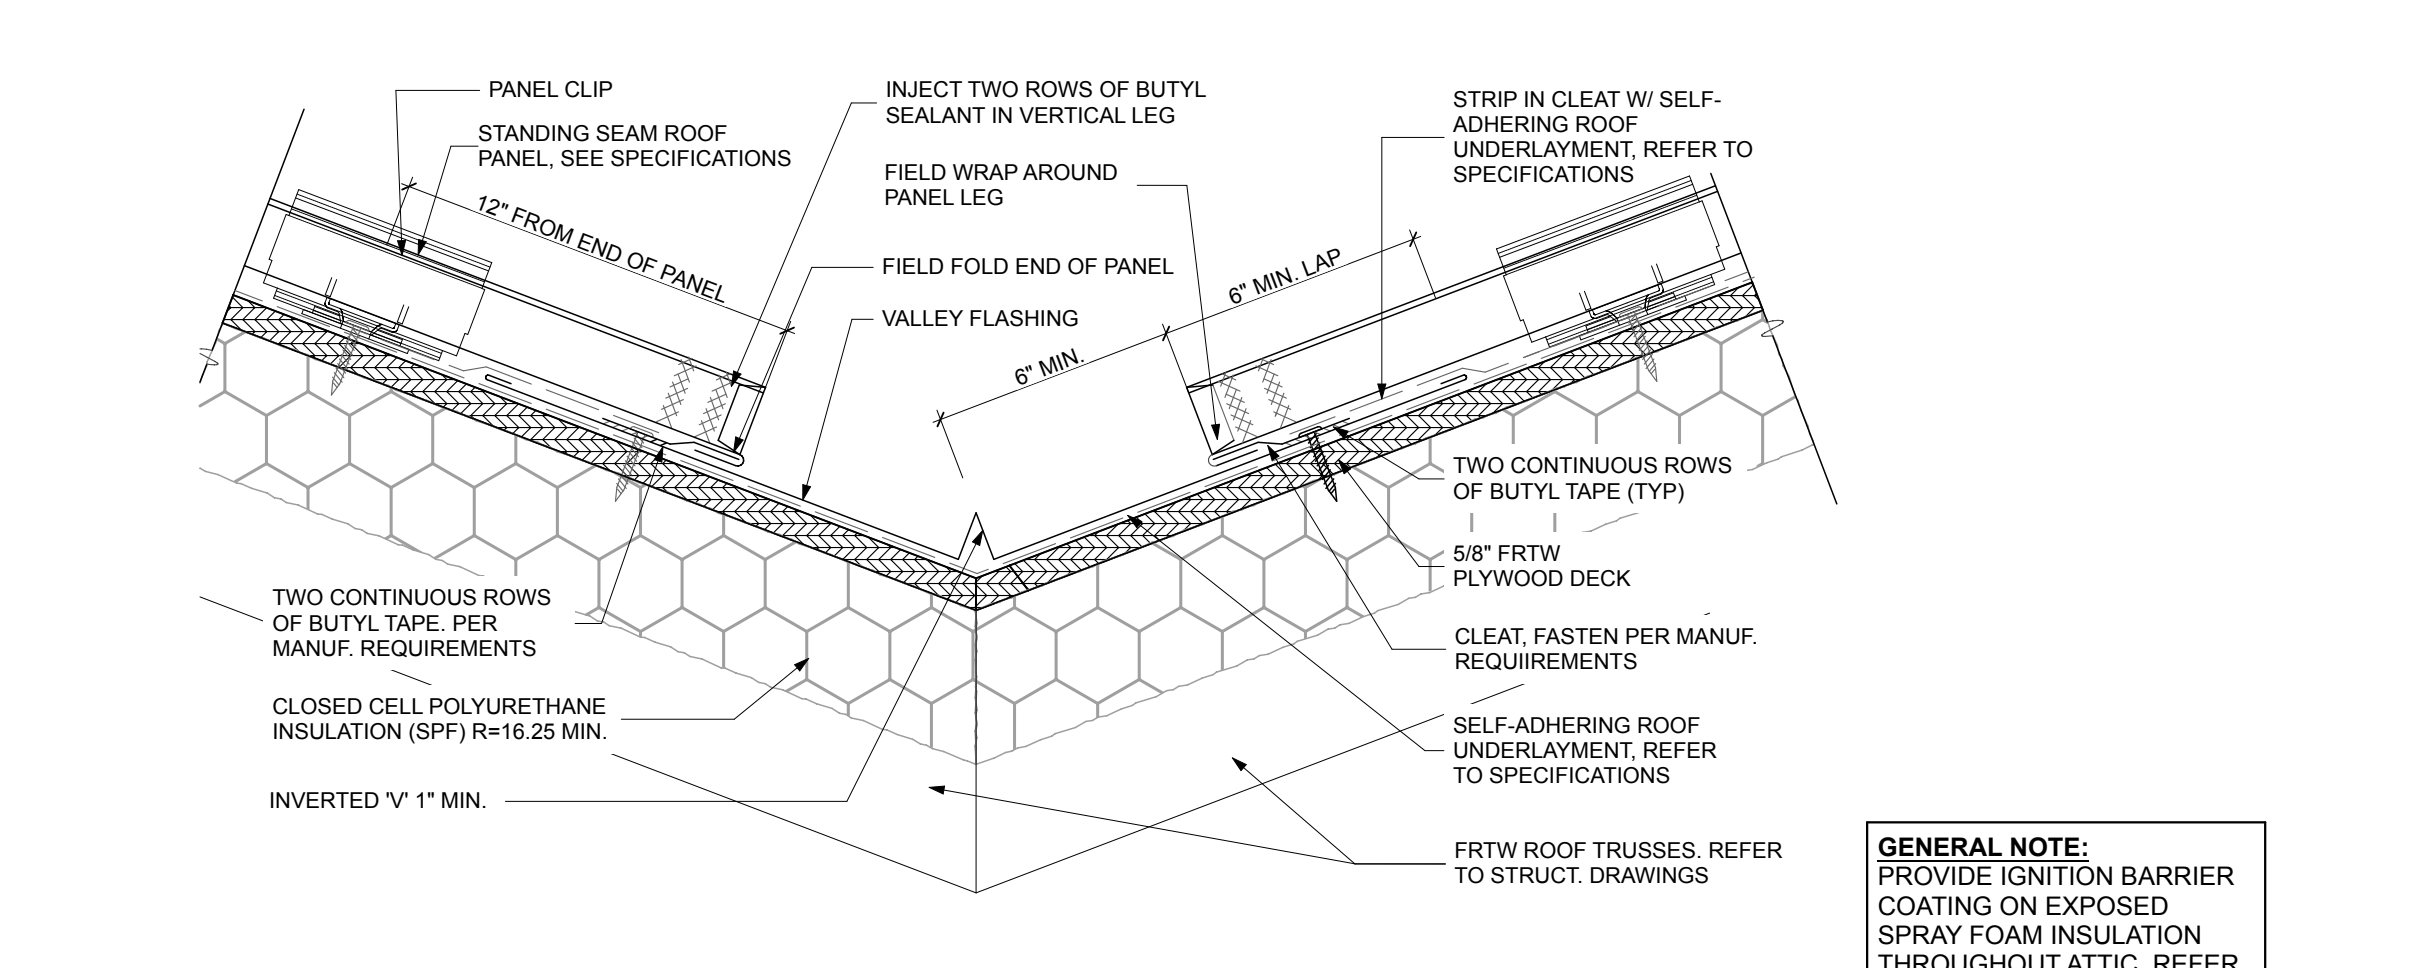 PANEL CLIP
STANDING SEAM ROOF
PANEL, SEE SPECIFICATIONS
12" FROM END OF PANEL
INJECT TWO ROWS OF BUTYL
SEALANT IN VERTICAL LEG
FIELD WRAP AROUND
PANEL LEG
FIELD FOLD END OF PANEL
VALLEY FLASHING
6" MIN.
6" MIN. LAP
STRIP IN CLEAT W/ SELF-
ADHERING ROOF
UNDERLAYMENT, REFER TO
SPECIFICATIONS
TWO CONTINUOUS ROWS
OF BUTYL TAPE (TYP)
5/8" FRTW
PLYWOOD DECK
CLEAT, FASTEN PER MANUF.
REQUIIREMENTS
SELF-ADHERING ROOF
UNDERLAYMENT, REFER
TO SPECIFICATIONS
FRTW ROOF TRUSSES. REFER
TO STRUCT. DRAWINGS
TWO CONTINUOUS ROWS
OF BUTYL TAPE. PER
MANUF. REQUIREMENTS
CLOSED CELL POLYURETHANE
INSULATION (SPF) R=16.25 MIN.
INVERTED 'V' 1" MIN.
GENERAL NOTE:
PROVIDE IGNITION BARRIER
COATING ON EXPOSED
SPRAY FOAM INSULATION
THROUGHOUT ATTIC. REFER